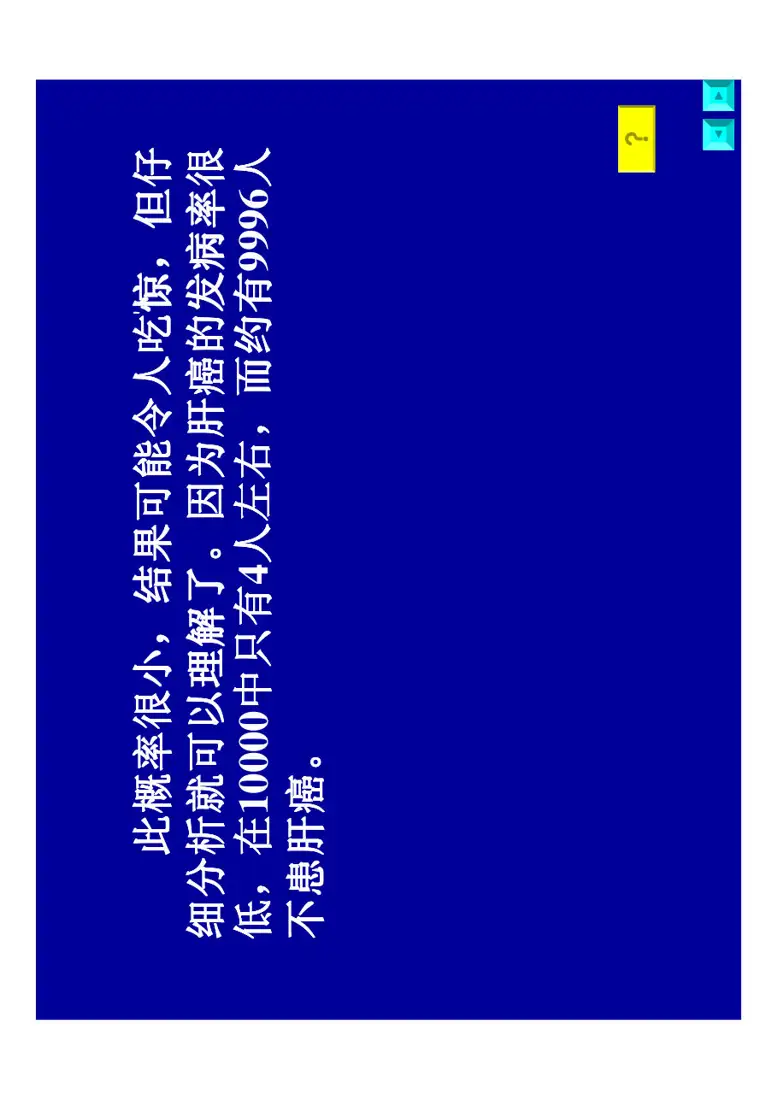 此概率很小，结果可能令人吃惊，但仔
细分析就可以理解了。因为肝癌的发病率很
低，在10000中只有4人左右，而约有9996人
不患肝癌。
?